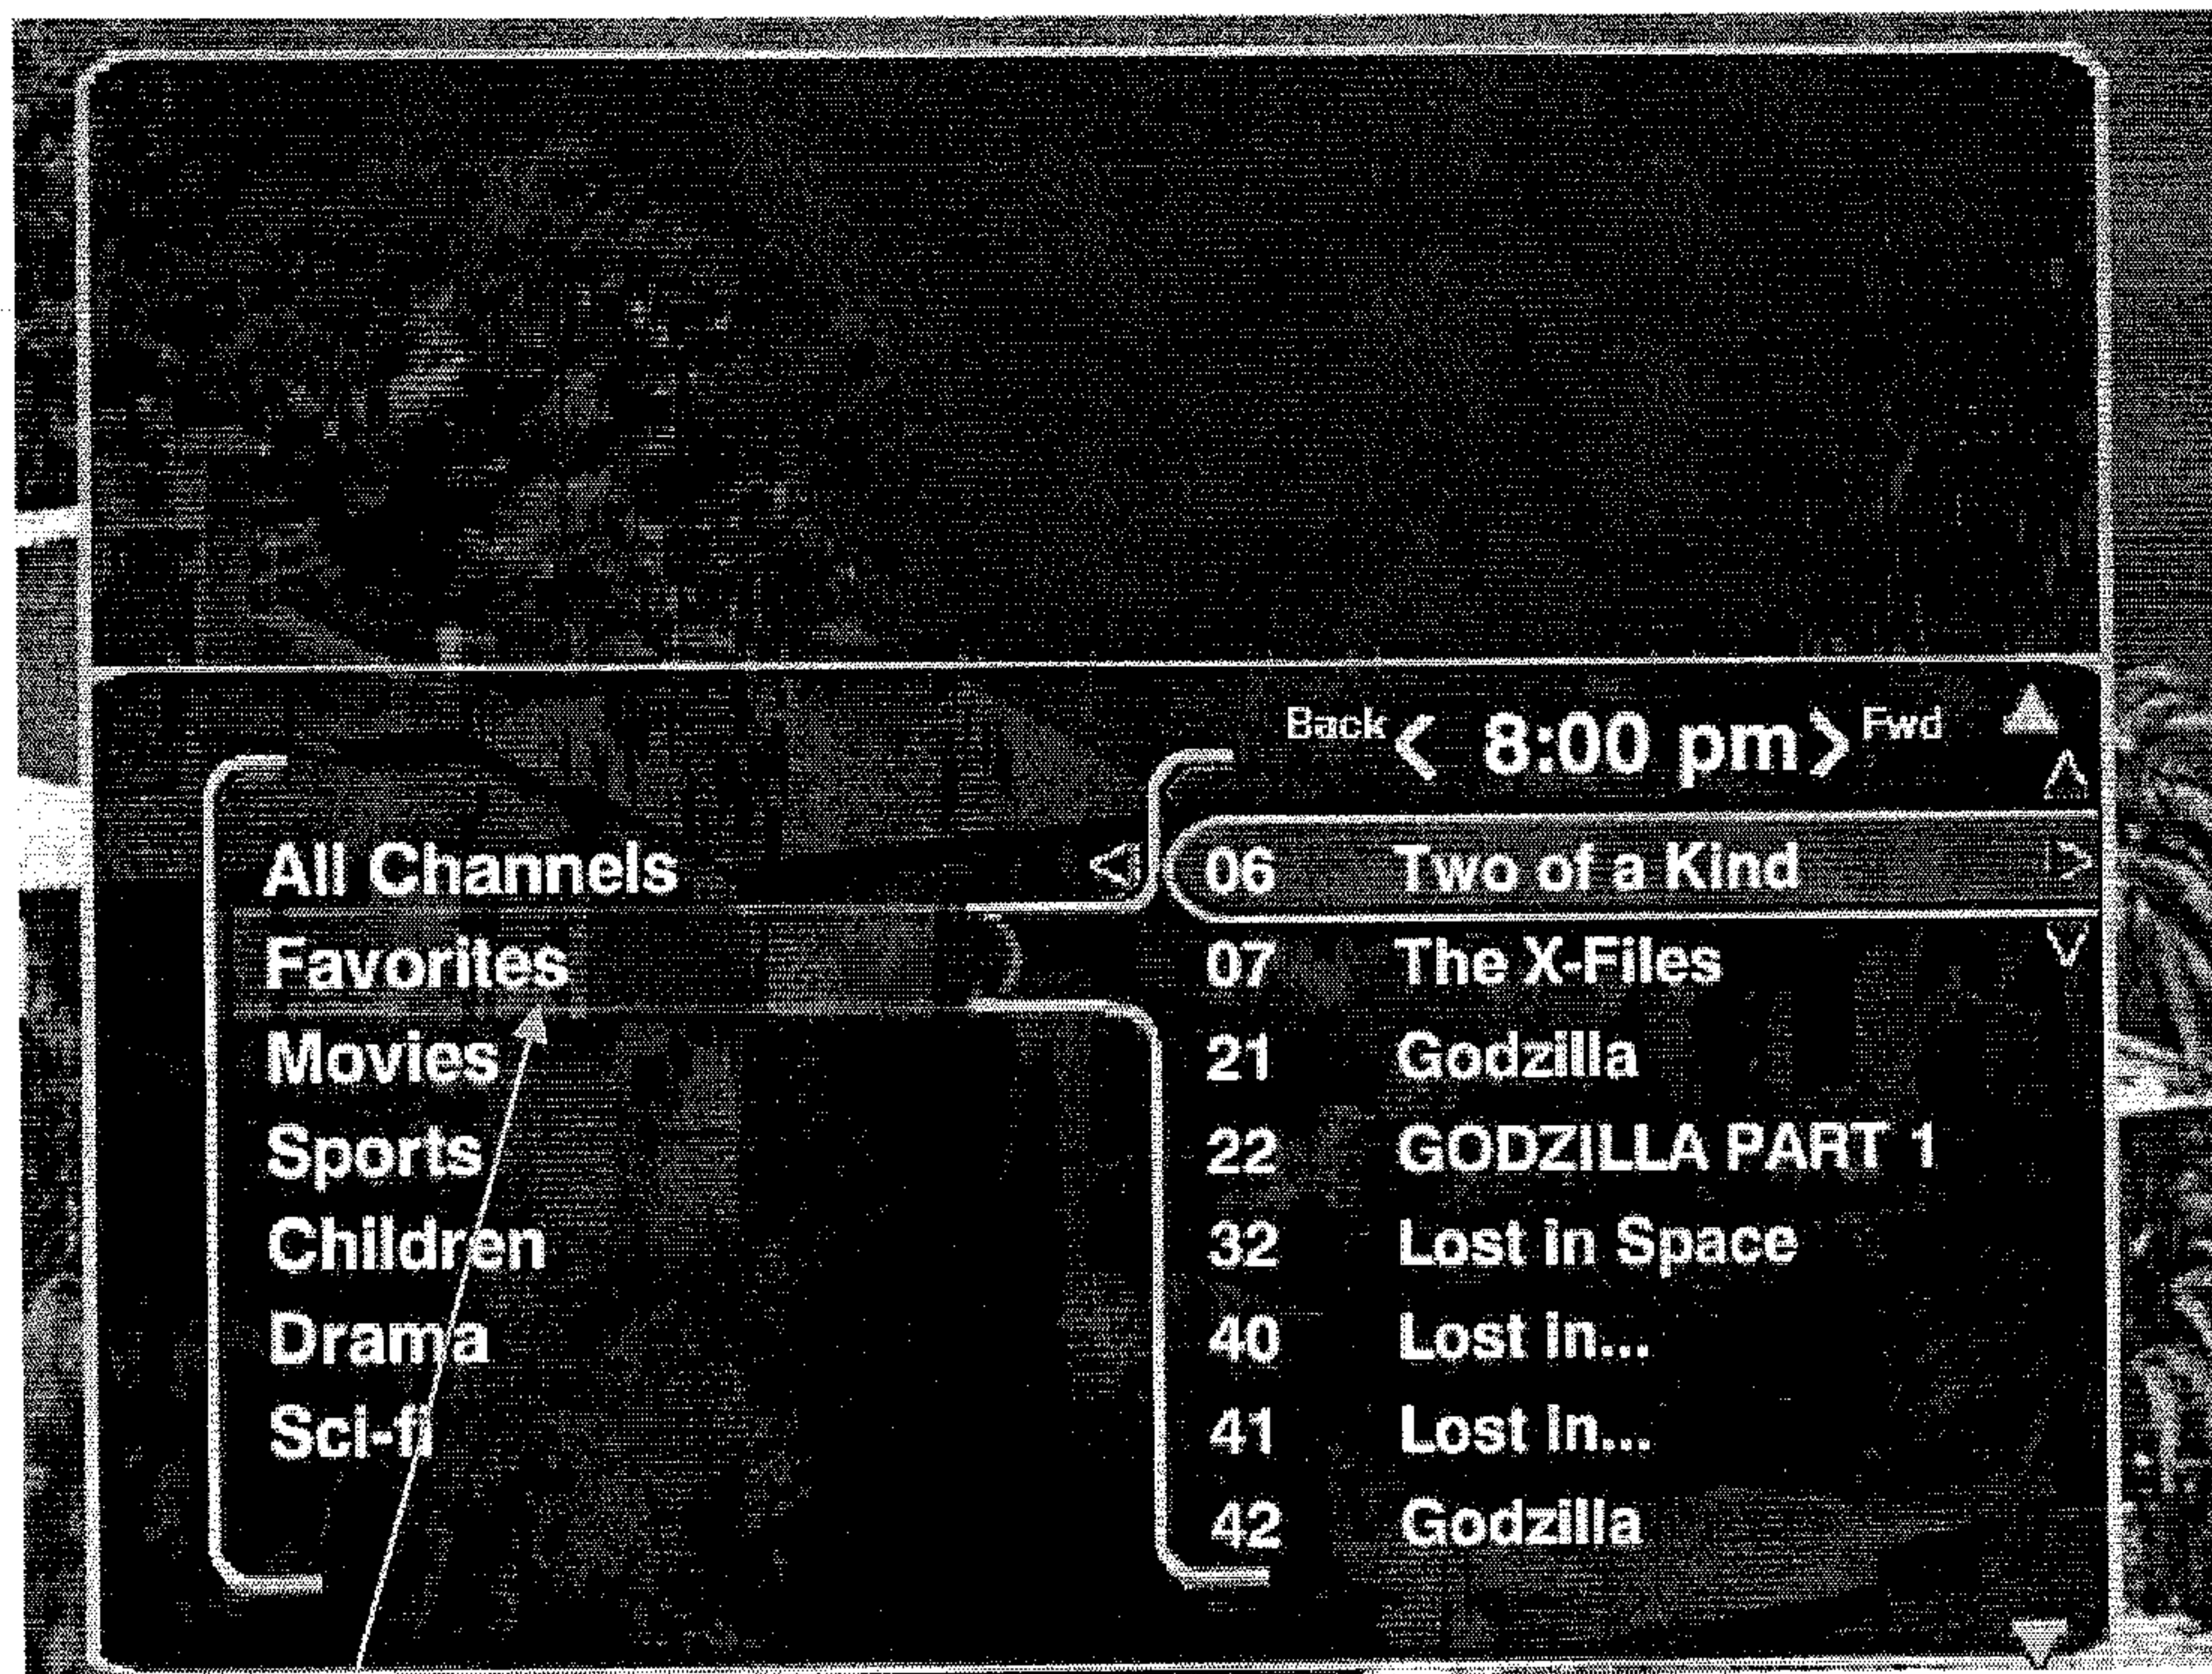 Back < 8:00 pm > Fwd
All Channels
Favorites
Movies
Sports
Children
Drama
Sci-fi
06 Two of a Kind
07 The X-Files
21 Godzilla
22 GODZILLA PART 1
32 Lost in Space
40 Lost in...
41 Lost in...
42 Godzilla